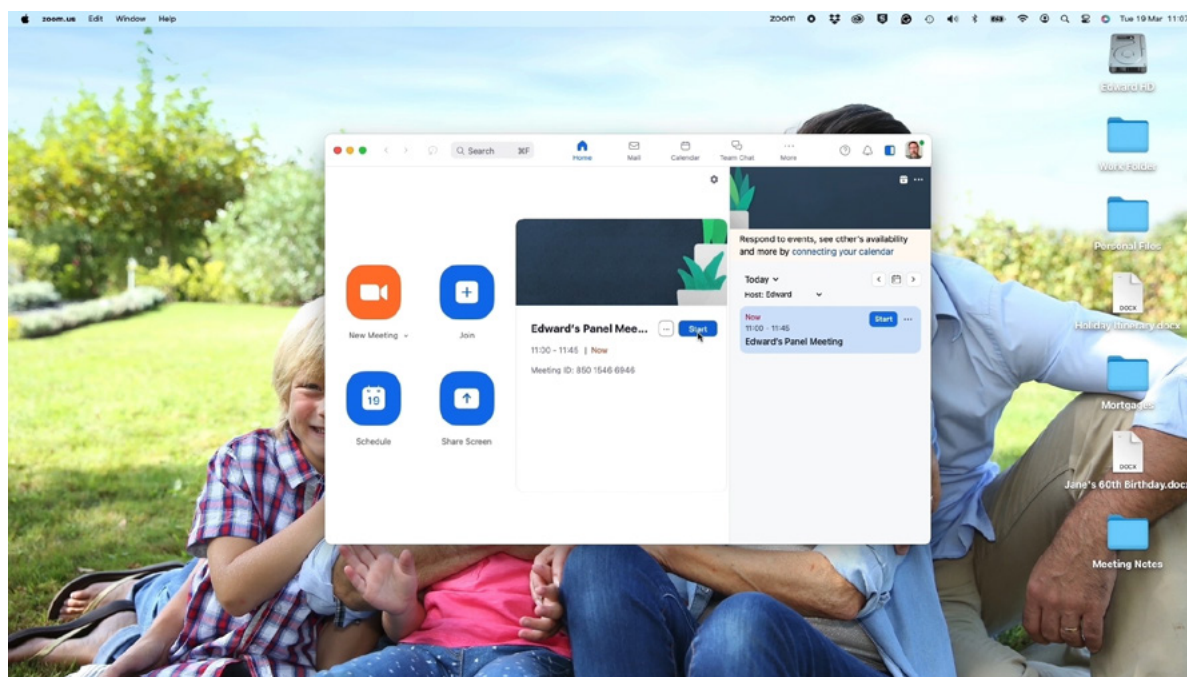 zoom.us Edit Window Help
zoom Tue 19 Mar 11:07
Search ⌘F
Home
Mail
Calendar
Team Chat
More
New Meeting
Join
19
Schedule
Share Screen
Edward's Panel Mee... Start
11:00 - 11:45 | Now
Meeting ID: 850 1546 6946
Respond to events, see other's availability
and more by connecting your calendar
Today
Host: Edward
Now
Start
11:00 - 11:45
Edward's Panel Meeting
Edward HD
Work Folder
Personal Files
DOCX
Holiday Itinerary.docx
Mortgages
DOCX
Jane's 60th Birthday.doc
Meeting Notes